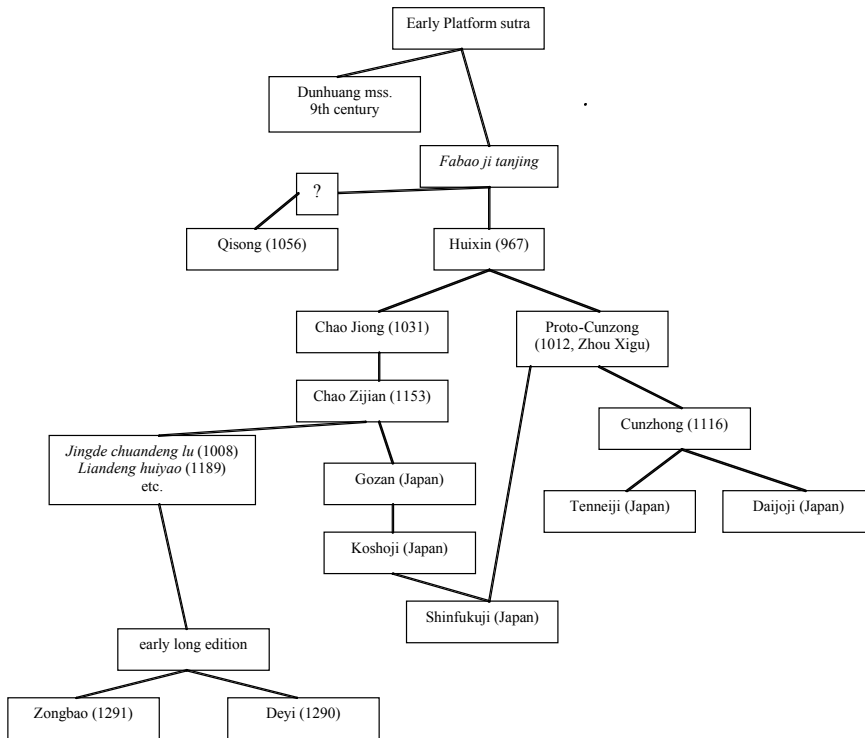 Early Platform sutra
Dunhuang mss.
9th century
Fabao ji tanjing
?
Qisong (1056)
Huixin (967)
Chao Jiong (1031)
Proto-Cunzong
(1012, Zhou Xigu)
Chao Zijian (1153)
Cunzhong (1116)
Jingde chuandeng lu (1008)
Liandeng huiyao (1189)
etc.
Gozan (Japan)
Tenneiji (Japan)
Daijoji (Japan)
Koshoji (Japan)
Shinfukuji (Japan)
early long edition
Zongbao (1291)
Deyi (1290)